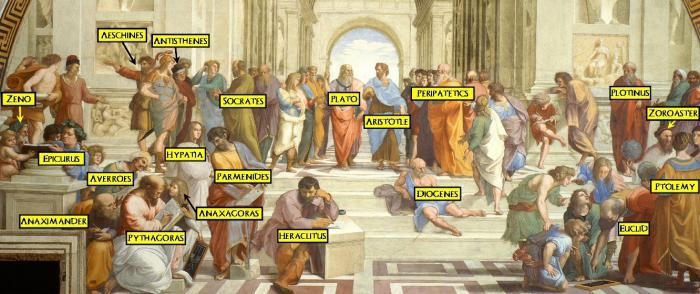 AESCHINES
ANTISTHENES
ZENO
SOCRATES
PLATO
ARISTOTLE
PERIPATETICS
PLOTINUS
ZOROASTER
EPICURUS
HYPATIA
AVERROES
PARMENIDES
ANAXAGORAS
DIOGENES
PTOLEMY
ANAXIMANDER
PYTHAGORAS
HERACLITUS
EUCLID